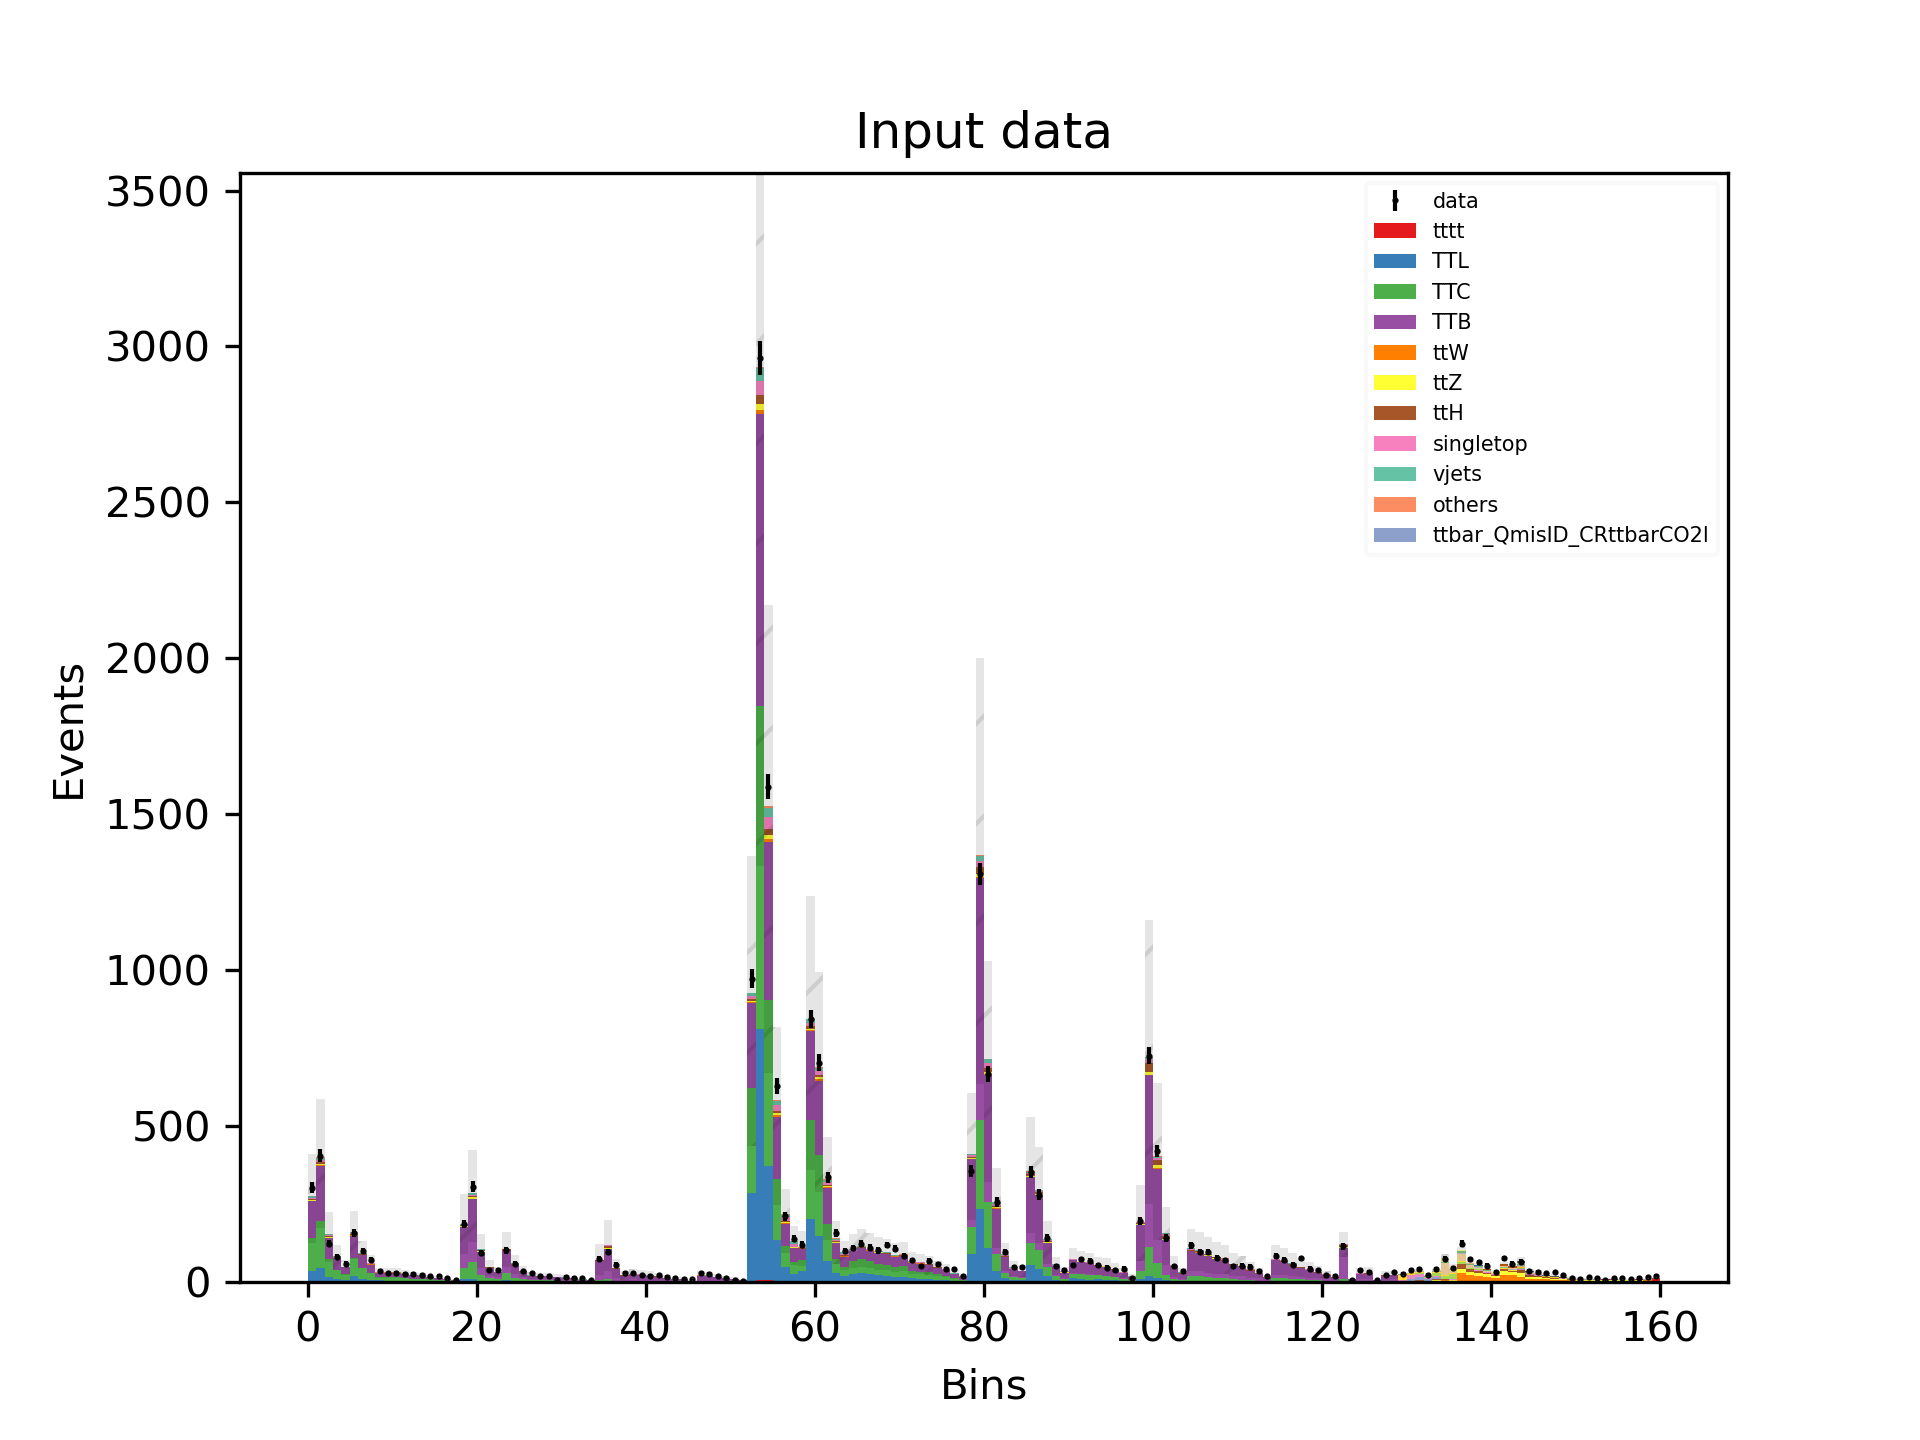 Input data
3500
3000
2500
2000
1500
1000
500
0
Events
data
tttt
TTL
TTC
TTB
ttW
ttZ
ttH
singletop
vjets
others
ttbar_QmisID_CRttbarCO2l
0 20 40 60 80 100 120 140 160
Bins